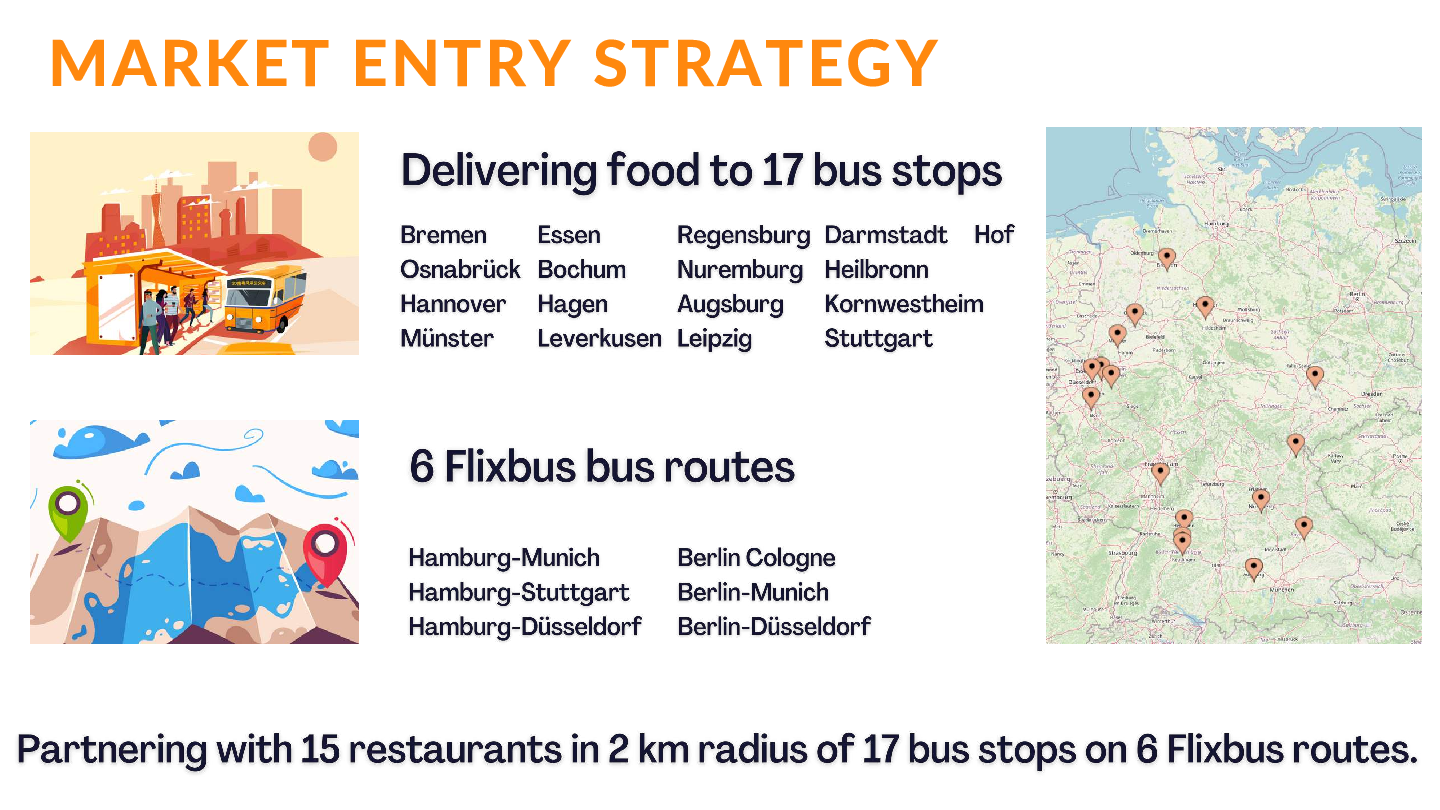 MARKET ENTRY STRATEGY
Delivering food to 17 bus stops
Bremen Essen Regensburg Darmstadt Hof
Osnabrück Bochum Nuremburg Heilbronn
Hannover Hagen Augsburg Kornwestheim
Münster Leverkusen Leipzig Stuttgart
6 Flixbus bus routes
Hamburg-Munich Berlin Cologne
Hamburg-Stuttgart Berlin-Munich
Hamburg-Düsseldorf Berlin-Düsseldorf
Partnering with 15 restaurants in 2 km radius of 17 bus stops on 6 Flixbus routes.